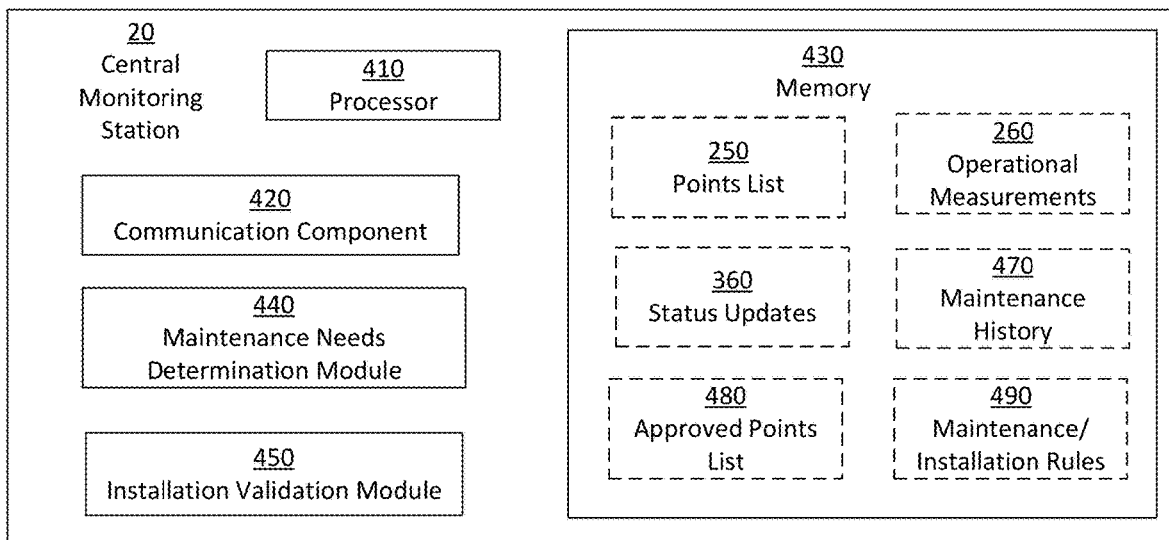 20
Central
Monitoring
Station
410
Processor
420
Communication Component
440
Maintenance Needs
Determination Module
450
Installation Validation Module
430
Memory
250
Points List
260
Operational
Measurements
360
Status Updates
470
Maintenance
History
480
Approved Points
List
490
Maintenance/
Installation Rules